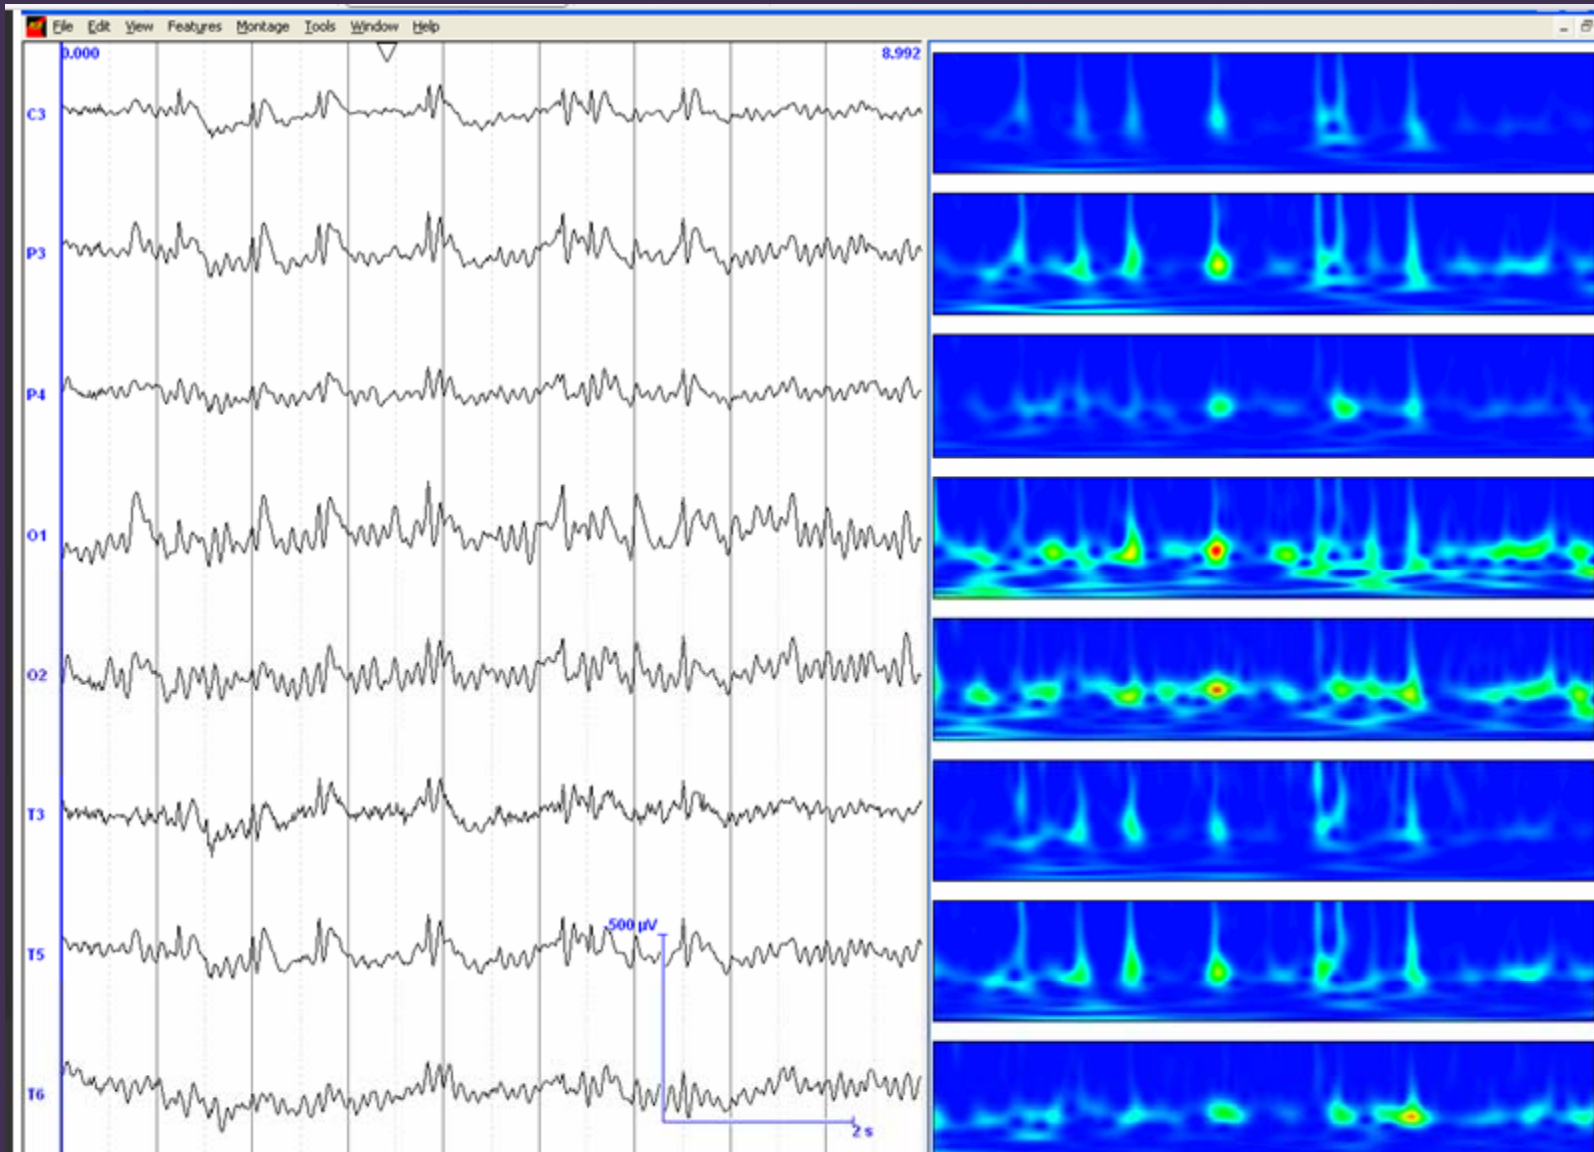 File Edit View Features Montage Tools Window Help
0.000 8.992
C3
P3
P4
O1
O2
T3
T5
500 µV
T6
2 s